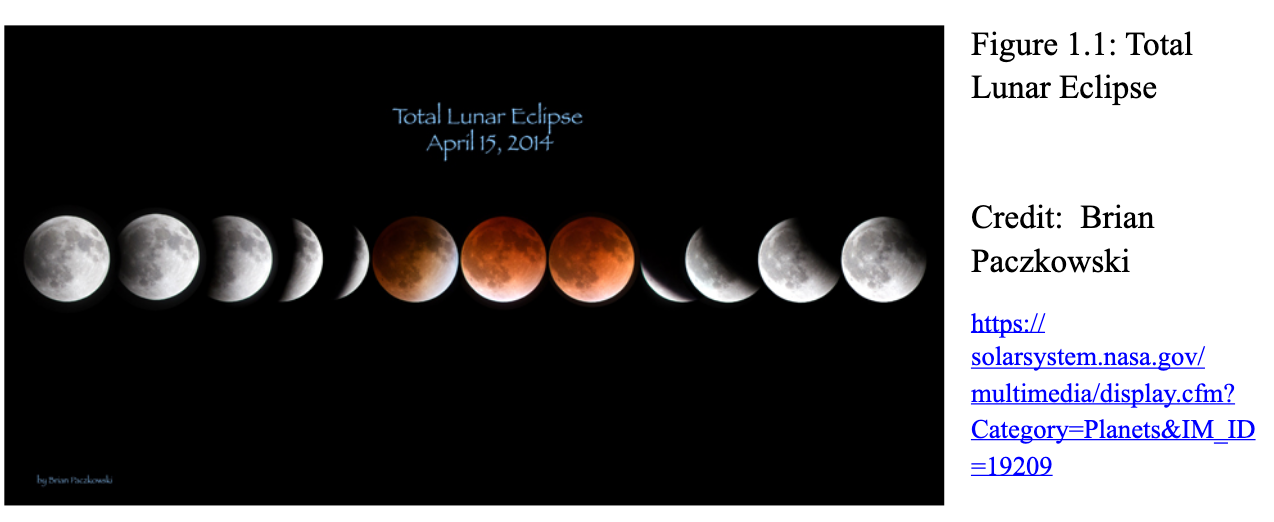 Total Lunar Eclipse
April 15, 2014
by Brian Paczkowski
Figure 1.1: Total
Lunar Eclipse
Credit:  Brian
Paczkowski
https://
solarsystem.nasa.gov/
multimedia/display.cfm?
Category=Planets&IM_ID
=19209